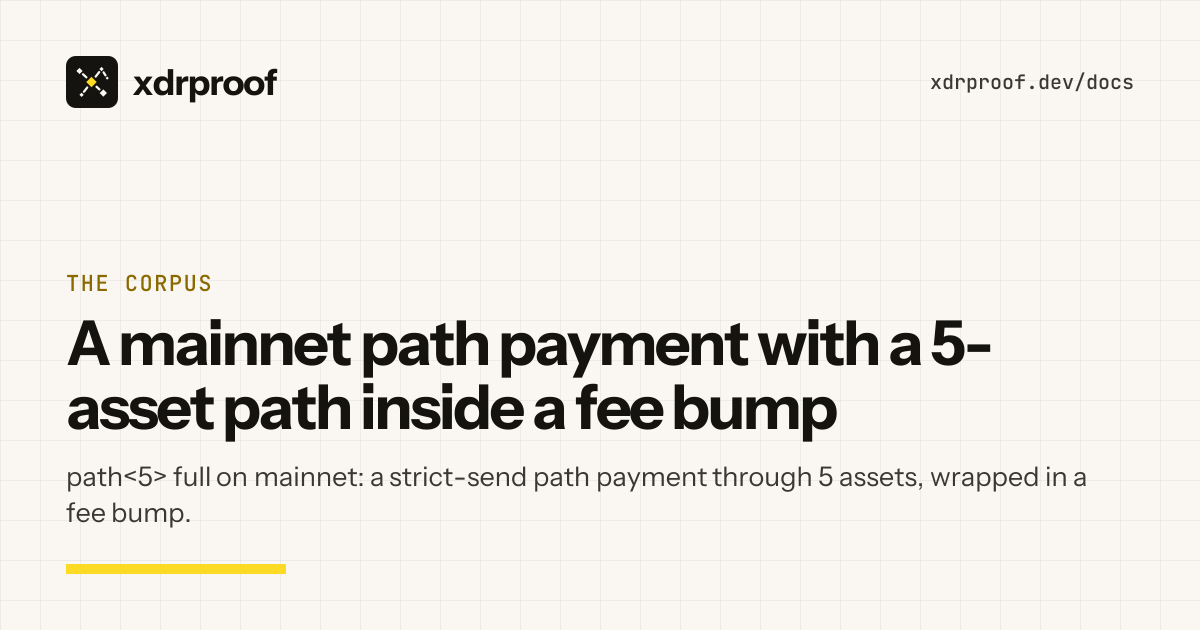 xdrproof
xdrproof.dev/docs
THE CORPUS
A mainnet path payment with a 5-
asset path inside a fee bump
path<5> full on mainnet: a strict-send path payment through 5 assets, wrapped in a
fee bump.